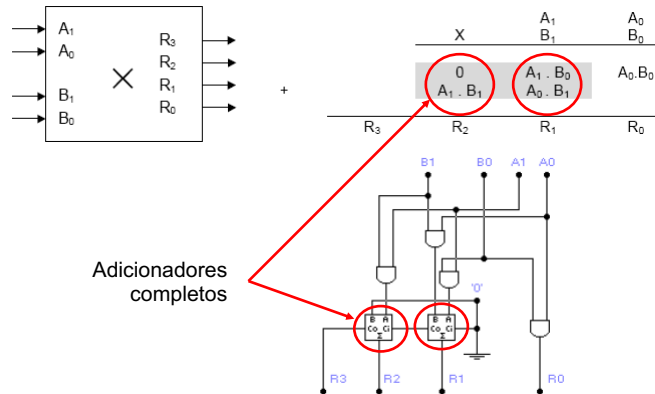 A₁
A₀
B₁
B₀
×
R₃
R₂
R₁
R₀
A₁ A₀
X B₁ B₀
+
0 A₁ . B₀ A₀.B₀
A₁ . B₁ A₀ . B₁
R₃ R₂ R₁ R₀
B1 B0 A1 A0
Adicionadores
completos
'0'
B A B A
Co Ci Co Ci
Σ Σ
R3 R2 R1 R0